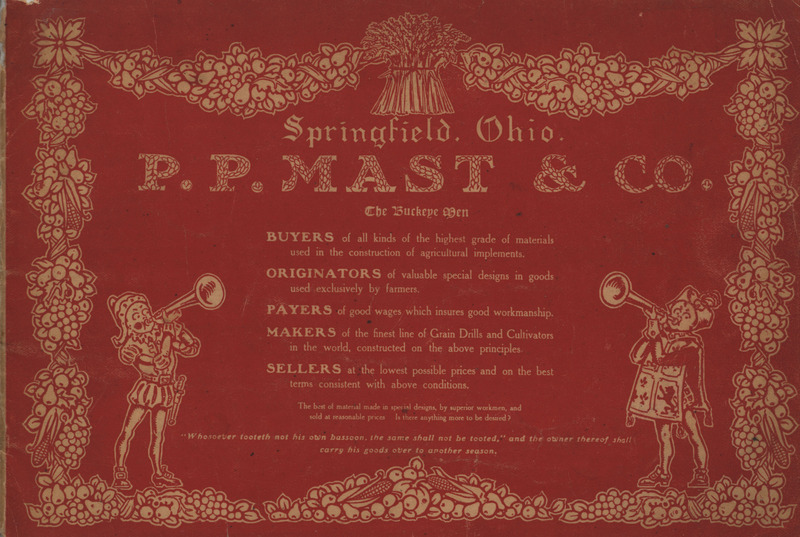 Springfield, Ohio.
P. P. MAST & CO.
The Buckeye Men
BUYERS of all kinds of the highest grade of materials
used in the construction of agricultural implements.
ORIGINATORS of valuable special designs in goods
used exclusively by farmers.
PAYERS of good wages which insures good workmanship.
MAKERS of the finest line of Grain Drills and Cultivators
in the world, constructed on the above principles.
SELLERS at the lowest possible prices and on the best
terms consistent with above conditions.
The best of material made in special designs, by superior workmen, and
sold at reasonable prices Is there anything more to be desired?
"Whosoever tooteth not his own bassoon, the same shall not be tooted," and the owner thereof shall
carry his goods over to another season.